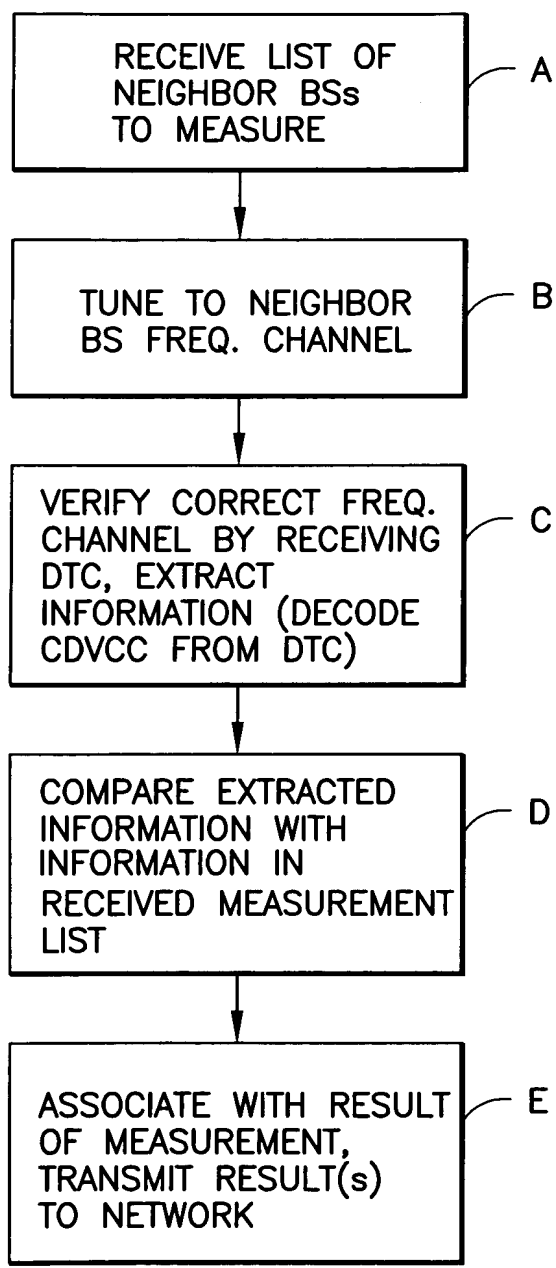 RECEIVE LIST OF
NEIGHBOR BSs
TO MEASURE
A
TUNE TO NEIGHBOR
BS FREQ. CHANNEL
B
VERIFY CORRECT FREQ.
CHANNEL BY RECEIVING
DTC, EXTRACT
INFORMATION (DECODE
CDVCC FROM DTC)
C
COMPARE EXTRACTED
INFORMATION WITH
INFORMATION IN
RECEIVED MEASUREMENT
LIST
D
ASSOCIATE WITH RESULT
OF MEASUREMENT,
TRANSMIT RESULT(s)
TO NETWORK
E